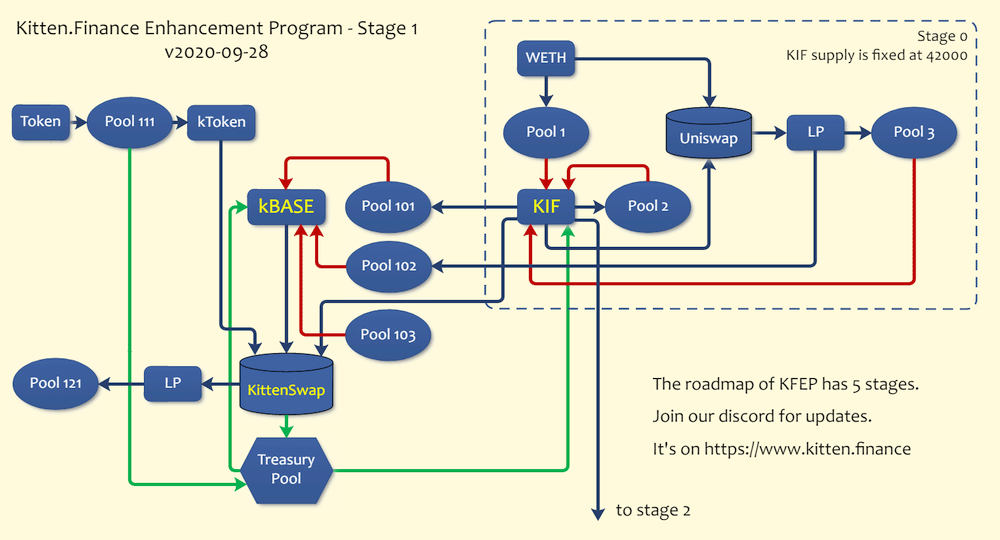 Kitten.Finance Enhancement Program - Stage 1
v2020-09-28
Stage 0
KIF supply is fixed at 42000
WETH
Token
Pool 111
kToken
Pool 1
Uniswap
LP
Pool 3
kBASE
Pool 101
KIF
Pool 2
Pool 102
Pool 103
Pool 121
LP
KittenSwap
The roadmap of KFEP has 5 stages.
Join our discord for updates.
It's on https://www.kitten.finance
Treasury
Pool
to stage 2